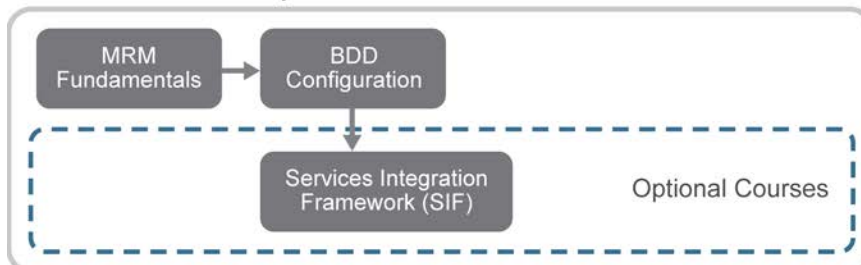 MRM
Fundamentals
BDD
Configuration
Services Integration
Framework (SIF)
Optional Courses